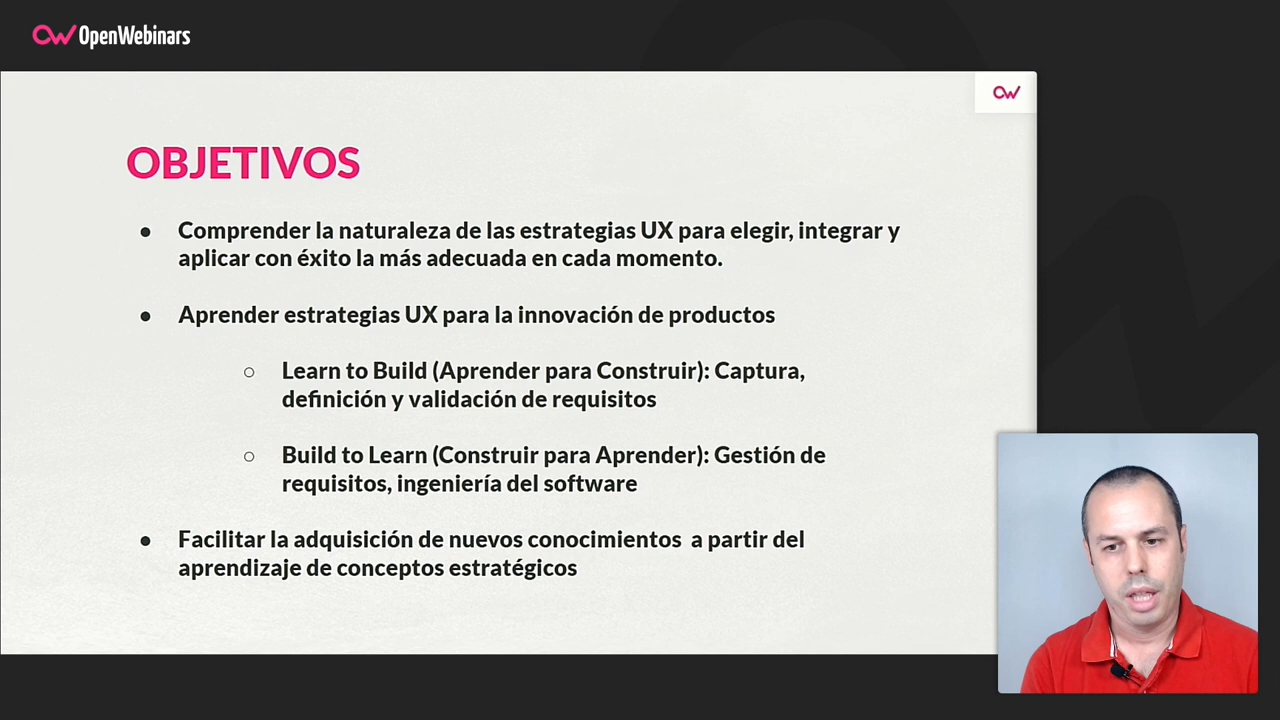 OpenWebinars
OBJETIVOS
● Comprender la naturaleza de las estrategias UX para elegir, integrar y
aplicar con éxito la más adecuada en cada momento.
● Aprender estrategias UX para la innovación de productos
○ Learn to Build (Aprender para Construir): Captura,
definición y validación de requisitos
○ Build to Learn (Construir para Aprender): Gestión de
requisitos, ingeniería del software
● Facilitar la adquisición de nuevos conocimientos  a partir del
aprendizaje de conceptos estratégicos